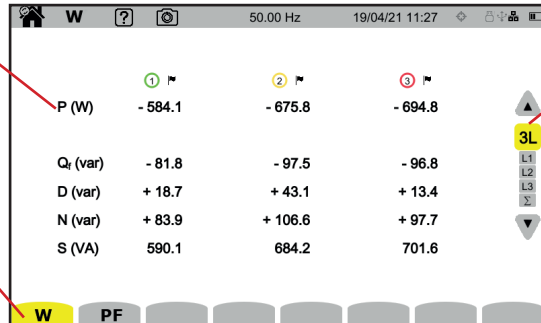 W ? 50.00 Hz 19/04/21 11:27
1 2 3
P (W) - 584.1 - 675.8 - 694.8
3L
Qf (var) - 81.8 - 97.5 - 96.8
L1
L2
D (var) + 18.7 + 43.1 + 13.4
L3
Σ
N (var) + 83.9 + 106.6 + 97.7
S (VA) 590.1 684.2 701.6
W PF